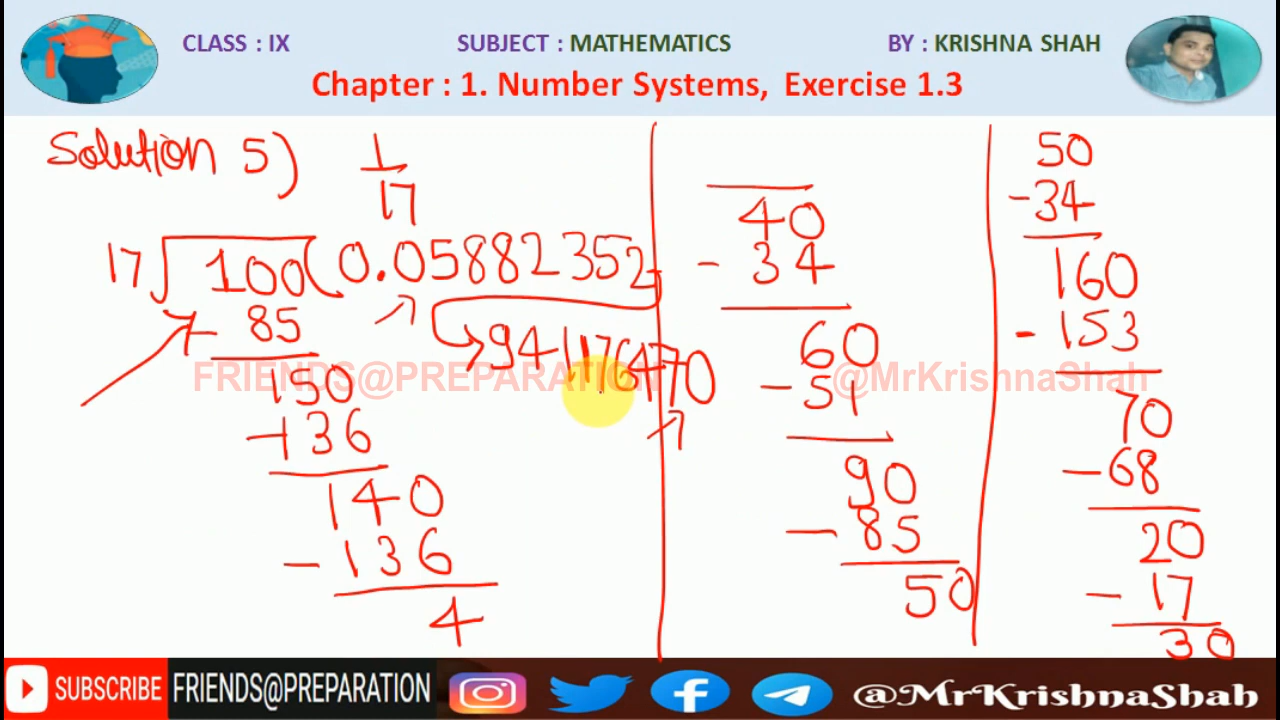 CLASS : IX
SUBJECT : MATHEMATICS
BY : KRISHNA SHAH
Chapter : 1. Number Systems, Exercise 1.3
Solution 5)
1
17
17 100 ( 0.05882352
9411176470
- 85
150
- 136
140
- 136
4
40
- 34
60
- 51
90
- 85
50
50
- 34
160
- 153
70
- 68
20
- 17
30
FRIENDS@PREPARATION
@MrKrishnaShah
SUBSCRIBE
FRIENDS@PREPARATION
@MrKrishnaShah